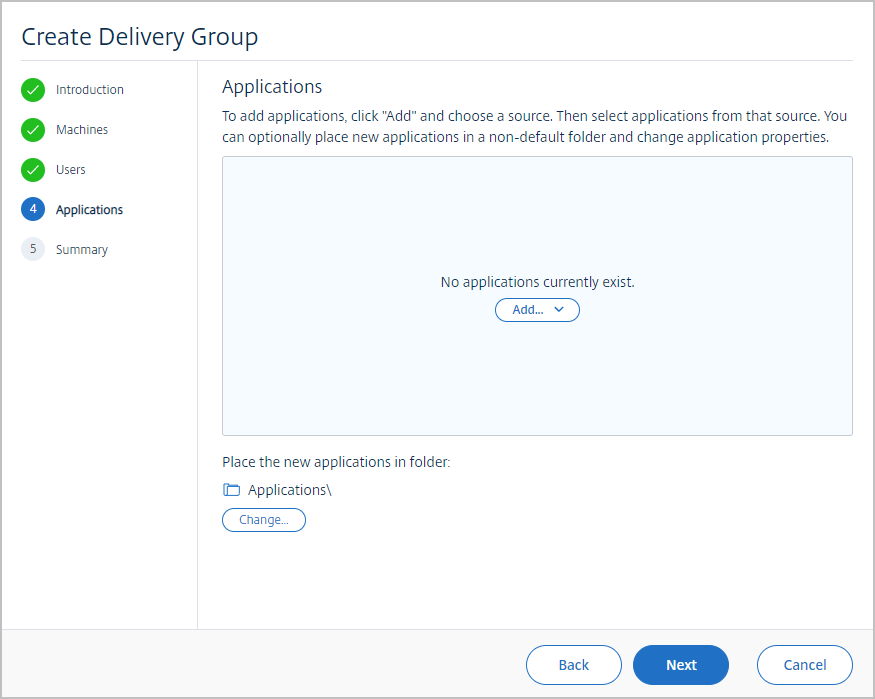 Create Delivery Group
Introduction
Machines
Users
4 Applications
5 Summary
Applications
To add applications, click "Add" and choose a source. Then select applications from that source. You
can optionally place new applications in a non-default folder and change application properties.
No applications currently exist.
Add...
Place the new applications in folder:
Applications\
Change...
Back Next Cancel